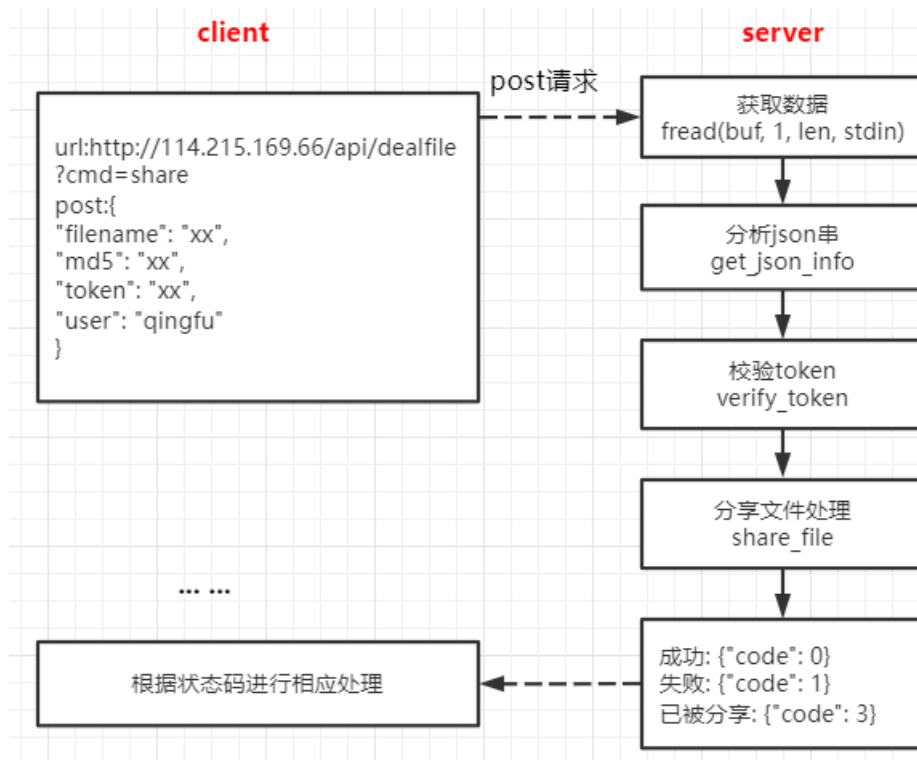 client
server
post请求
url:http://114.215.169.66/api/dealfile
?cmd=share
post:{
"filename": "xx",
"md5": "xx",
"token": "xx",
"user": "qingfu"
}
获取数据
fread(buf, 1, len, stdin)
分析json串
get_json_info
校验token
verify_token
分享文件处理
share_file
... ...
成功: {"code": 0}
失败: {"code": 1}
已被分享: {"code": 3}
根据状态码进行相应处理